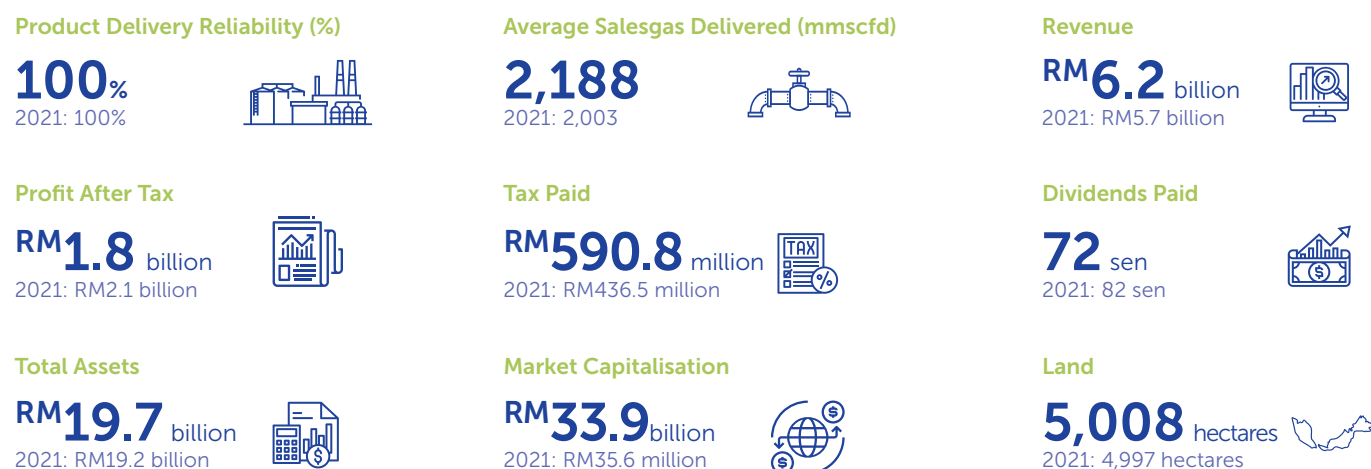 Product Delivery Reliability (%)
100%
2021: 100%
Average Salesgas Delivered (mmscfd)
2,188
2021: 2,003
Revenue
RM6.2 billion
2021: RM5.7 billion
Profit After Tax
RM1.8 billion
2021: RM2.1 billion
Tax Paid
RM590.8 million
2021: RM436.5 million
TAX
%
Dividends Paid
72 sen
2021: 82 sen
$
Total Assets
RM19.7 billion
2021: RM19.2 billion
$
Market Capitalisation
RM33.9billion
2021: RM35.6 million
$
$
Land
5,008 hectares
2021: 4,997 hectares